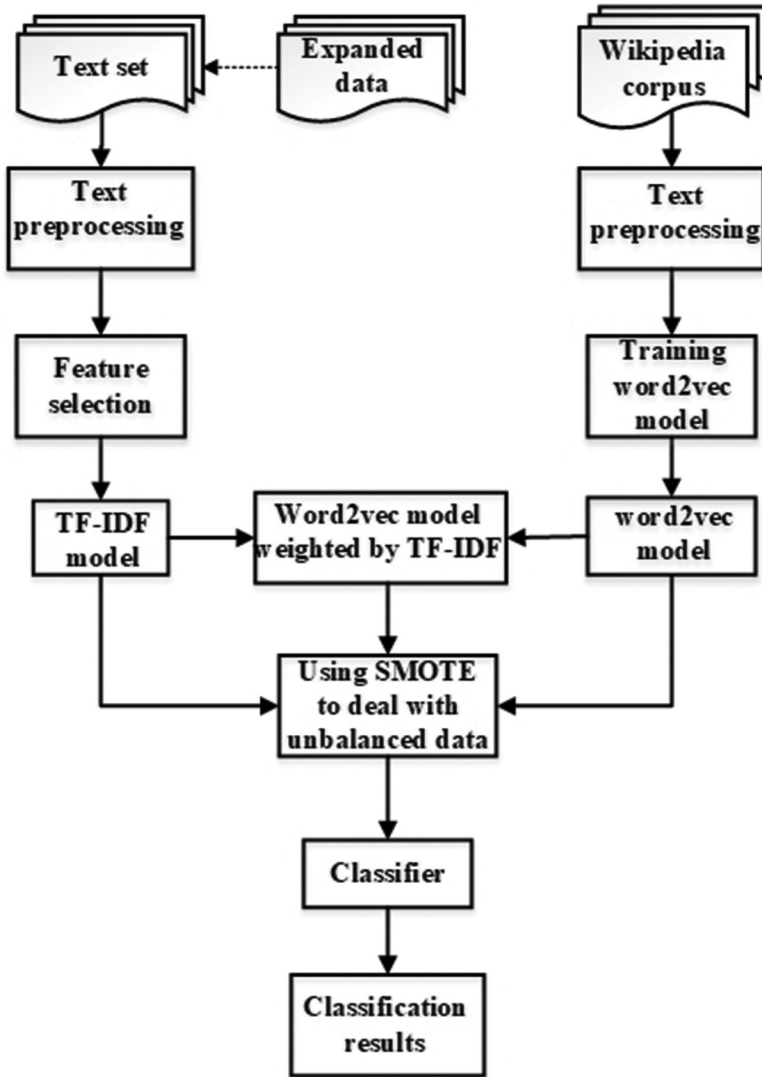 Text set
Expanded
data
Wikipedia
corpus
Text
preprocessing
Text
preprocessing
Feature
selection
Training
word2vec
model
TF-IDF
model
Word2vec model
weighted by TF-IDF
word2vec
model
Using SMOTE
to deal with
unbalanced data
Classifier
Classification
results